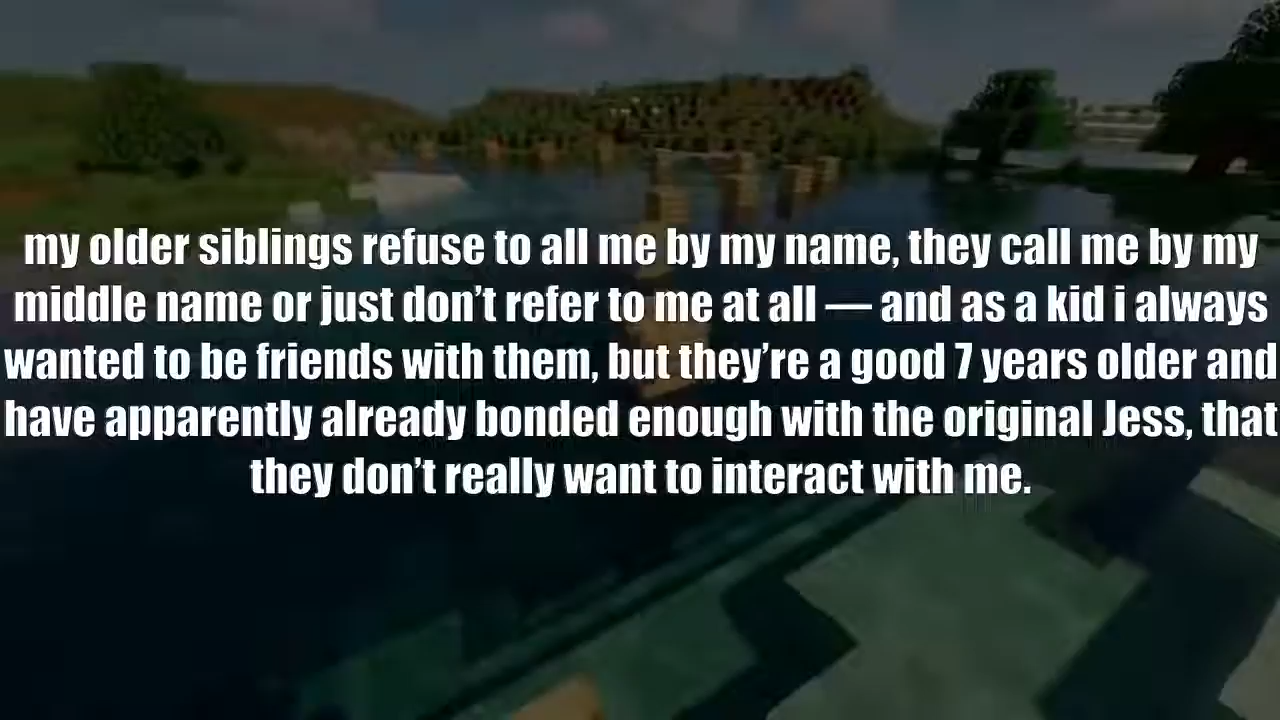 my older siblings refuse to all me by my name, they call me by my
middle name or just don’t refer to me at all — and as a kid i always
wanted to be friends with them, but they’re a good 7 years older and
have apparently already bonded enough with the original Jess, that
they don’t really want to interact with me.